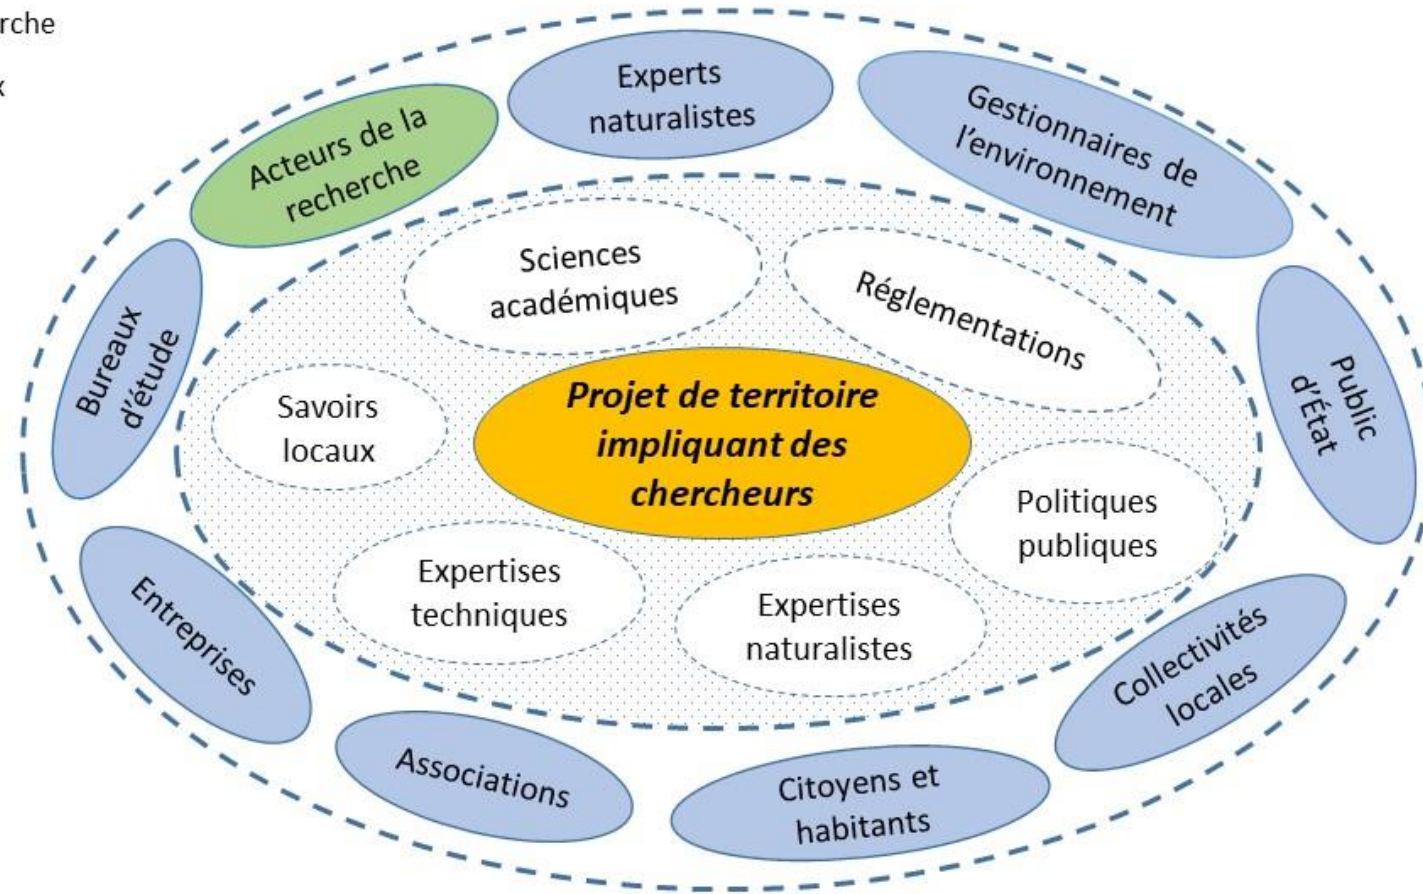 Experts
naturalistes
Gestionnaires de
l'environnement
Acteurs de la
recherche
Sciences
académiques
Réglementations
Bureaux
d'étude
Public
d'État
Savoirs
locaux
Projet de territoire
impliquant des
chercheurs
Politiques
publiques
Expertises
techniques
Expertises
naturalistes
Entreprises
Collectivités
locales
Associations
Citoyens et
habitants